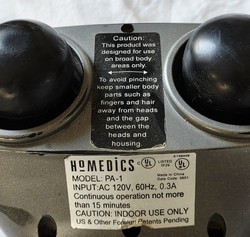 Caution:
This product was
designed for use
on broad body
areas only.
To avoid pinching
keep smaller body
parts such as
fingers and hair
away from heads
and the gap
between the
heads and
housing.
HoMEDICS
LISTED
Made in China
MODEL: PA-1
INPUT:AC 120V, 60Hz, 0.3A
Continuous operation not more
than 15 minutes
CAUTION: INDOOR USE ONLY
US & Other Foreign Patents Pending